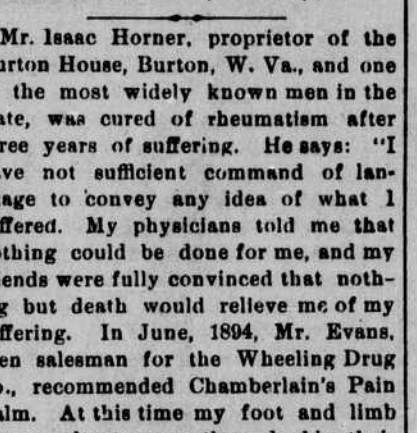 Mr. Isaac Horner, proprietor of the
urton House, Burton, W. Va., and one
the most widely known men in the
ate, was cured of rheumatism after
ree years of suffering. He says: "I
ve not sufficient command of lan-
age to convey any idea of what I
ffered. My physicians told me that
thing could be done for me, and my
ends were fully convinced that noth-
g but death would relieve me of my
ffering. In June, 1894, Mr. Evans,
en salesman for the Wheeling Drug
o., recommended Chamberlain's Pain
alm. At this time my foot and limb